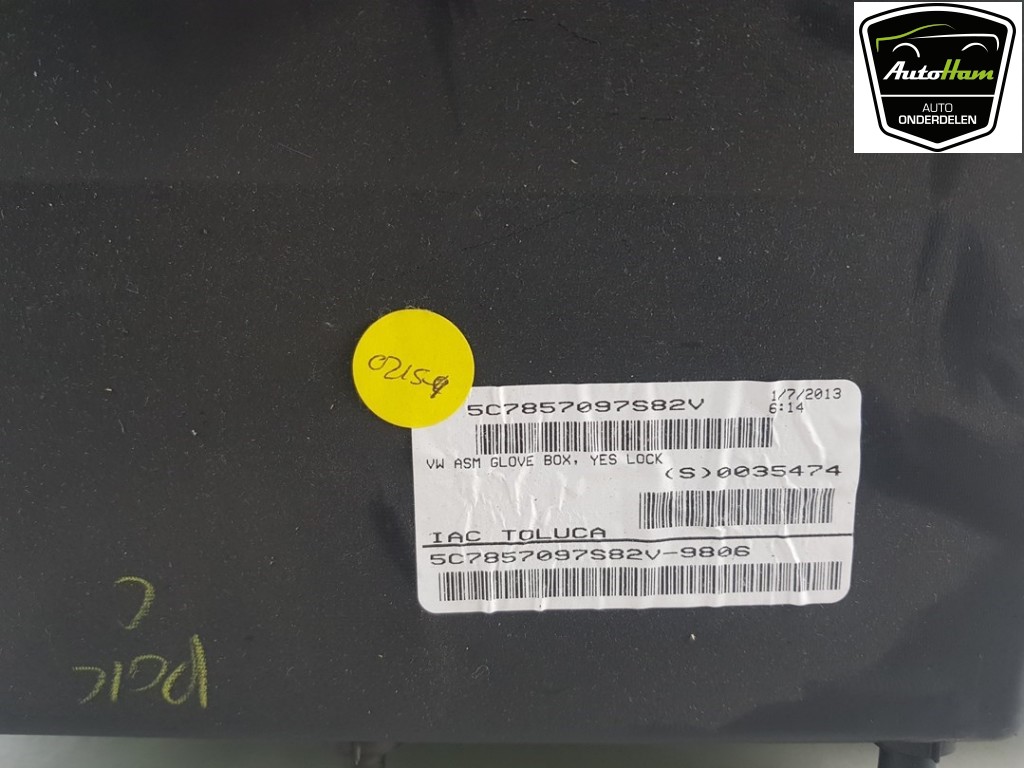 AutoHam
AUTO
ONDERDELEN
5C7857097S82V
1/7/2013
6:14
VW ASM GLOVE BOX, YES LOCK
(S)0035474
IAC TOLUCA
5C7857097S82V-9806